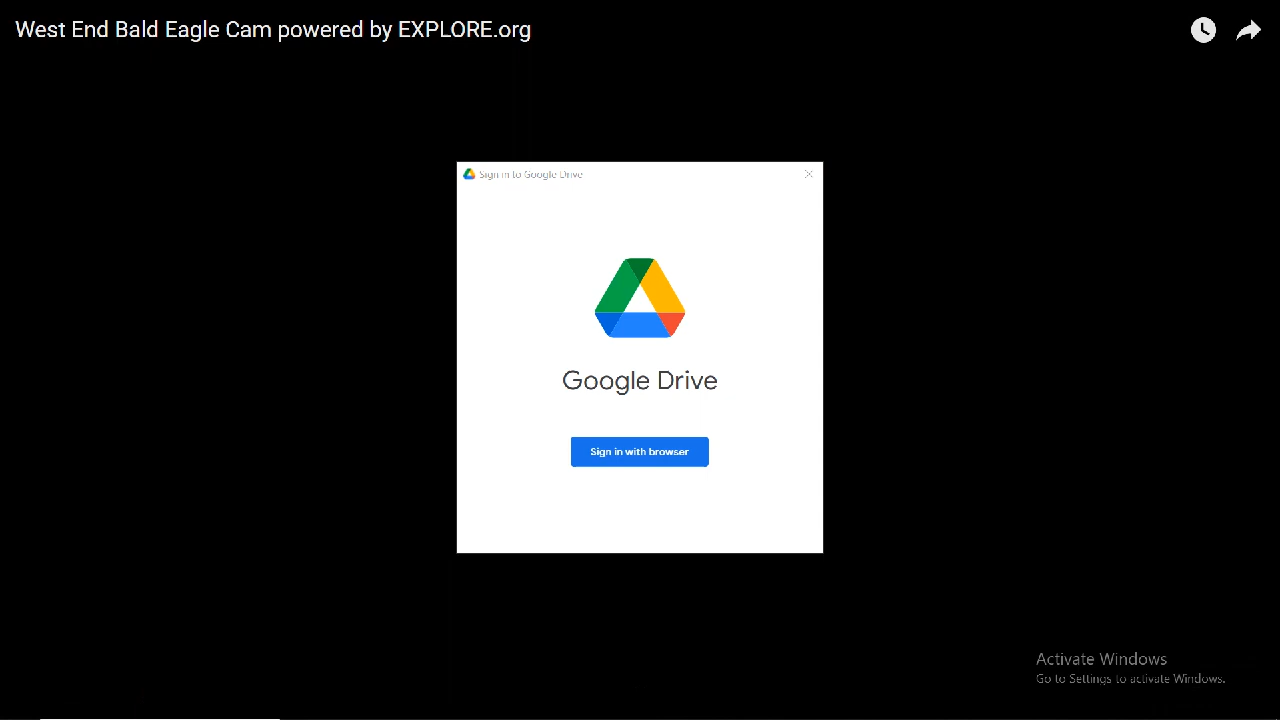 West End Bald Eagle Cam powered by EXPLORE.org
Sign in to Google Drive
Google Drive
Sign in with browser
Activate Windows
Go to Settings to activate Windows.